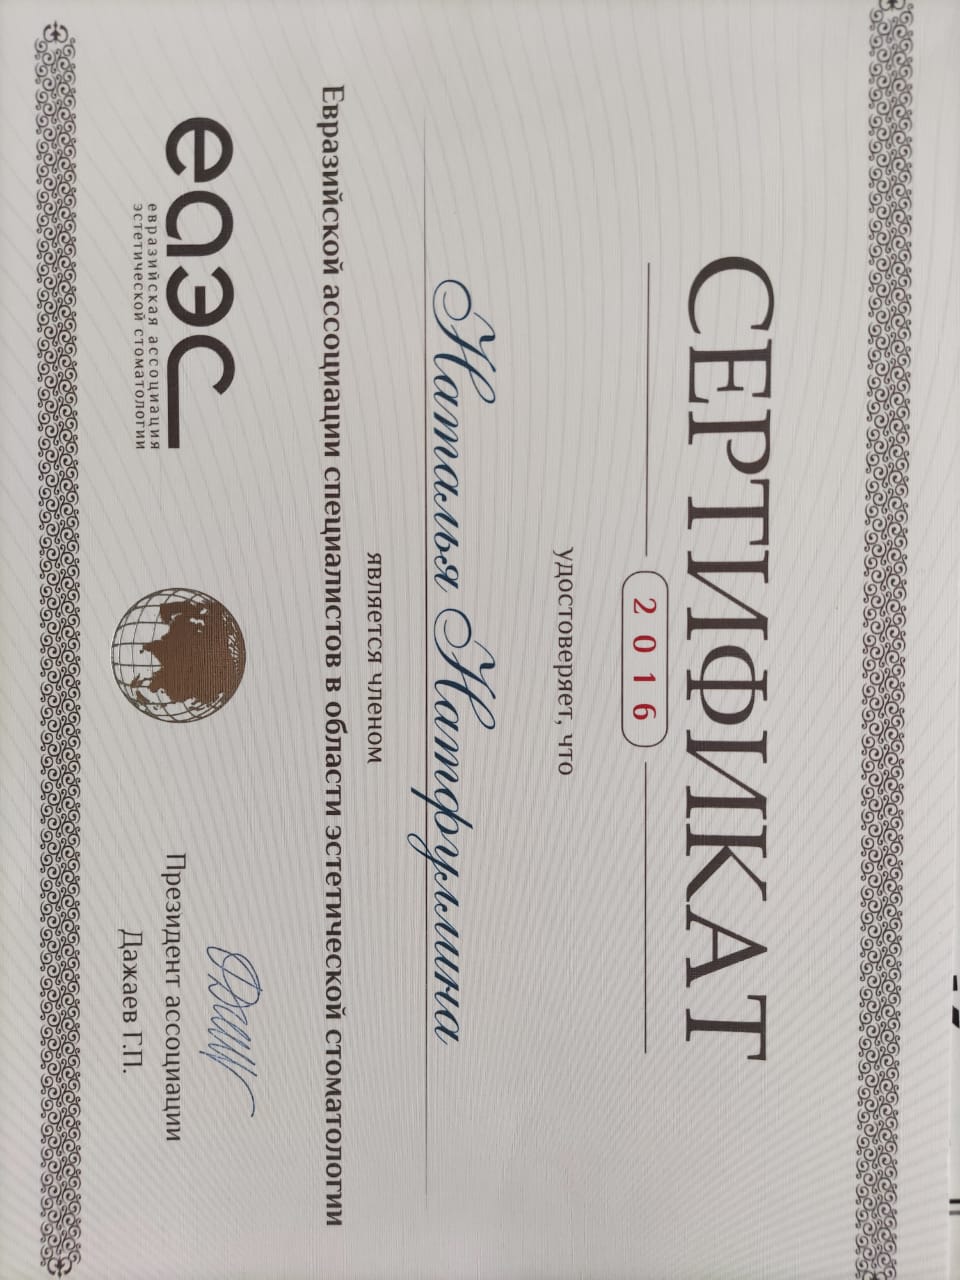 СЕРТИФИКАТ
2016
удостоверяет, что
Наталья Натфуллина
является членом
Евразийской ассоциации специалистов в области эстетической стоматологии
еаэс
евразийская ассоциация
эстетической стоматологии
Президент ассоциации
Дажаев Г.П.